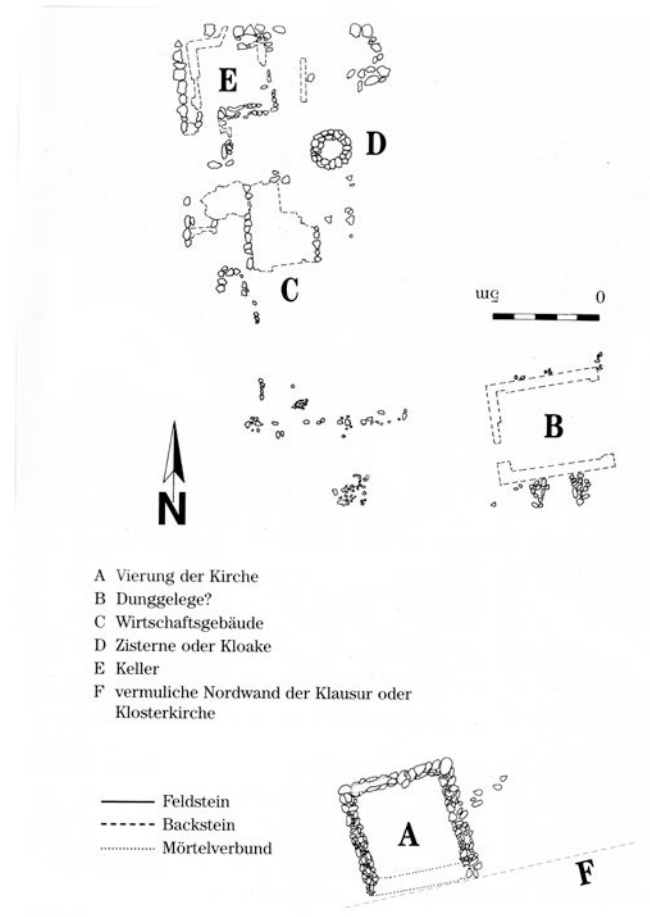 E
D
C
5m 0
B
N
A Vierung der Kirche
B Dunggelege?
C Wirtschaftsgebäude
D Zisterne oder Kloake
E Keller
F vermuliche Nordwand der Klausur oder
Klosterkirche
Feldstein
Backstein
Mörtelverbund
A
F